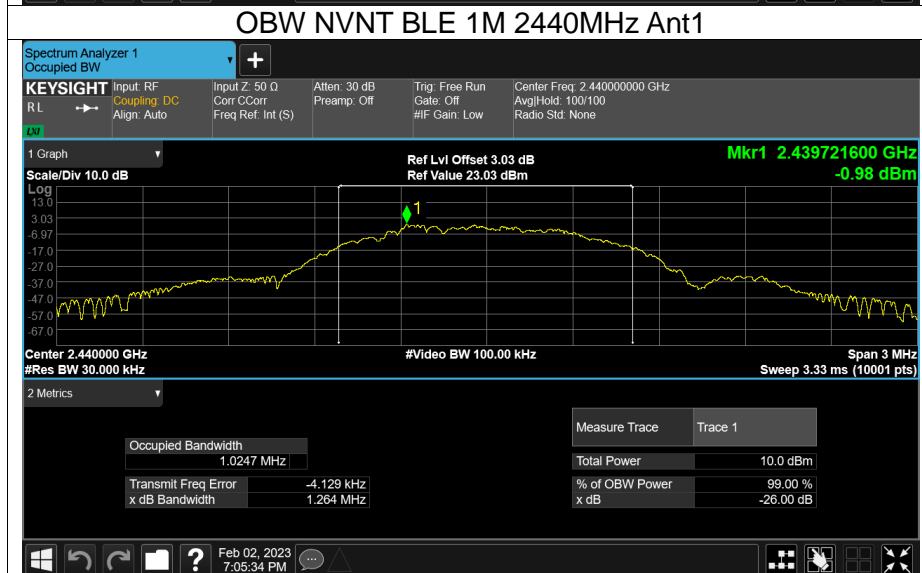 OBW NVNT BLE 1M 2440MHz Ant1
Spectrum Analyzer 1
Occupied BW
+
KEYSIGHT
R L
LXI
Input: RF
Coupling: DC
Align: Auto
Input Z: 50 Ω
Corr CCorr
Freq Ref: Int (S)
Atten: 30 dB
Preamp: Off
Trig: Free Run
Gate: Off
#IF Gain: Low
Center Freq: 2.440000000 GHz
Avg|Hold: 100/100
Radio Std: None
1 Graph
Scale/Div 10.0 dB
Ref Lvl Offset 3.03 dB
Ref Value 23.03 dBm
Mkr1 2.439721600 GHz
-0.98 dBm
Log
13.0
3.03
-6.97
-17.0
-27.0
-37.0
-47.0
-57.0
-67.0
1
Center 2.440000 GHz
#Res BW 30.000 kHz
#Video BW 100.00 kHz
Span 3 MHz
Sweep 3.33 ms (10001 pts)
2 Metrics
Occupied Bandwidth
1.0247 MHz
Transmit Freq Error -4.129 kHz
x dB Bandwidth 1.264 MHz
Measure Trace Trace 1
Total Power 10.0 dBm
% of OBW Power 99.00 %
x dB -26.00 dB
?
Feb 02, 2023
7:05:34 PM